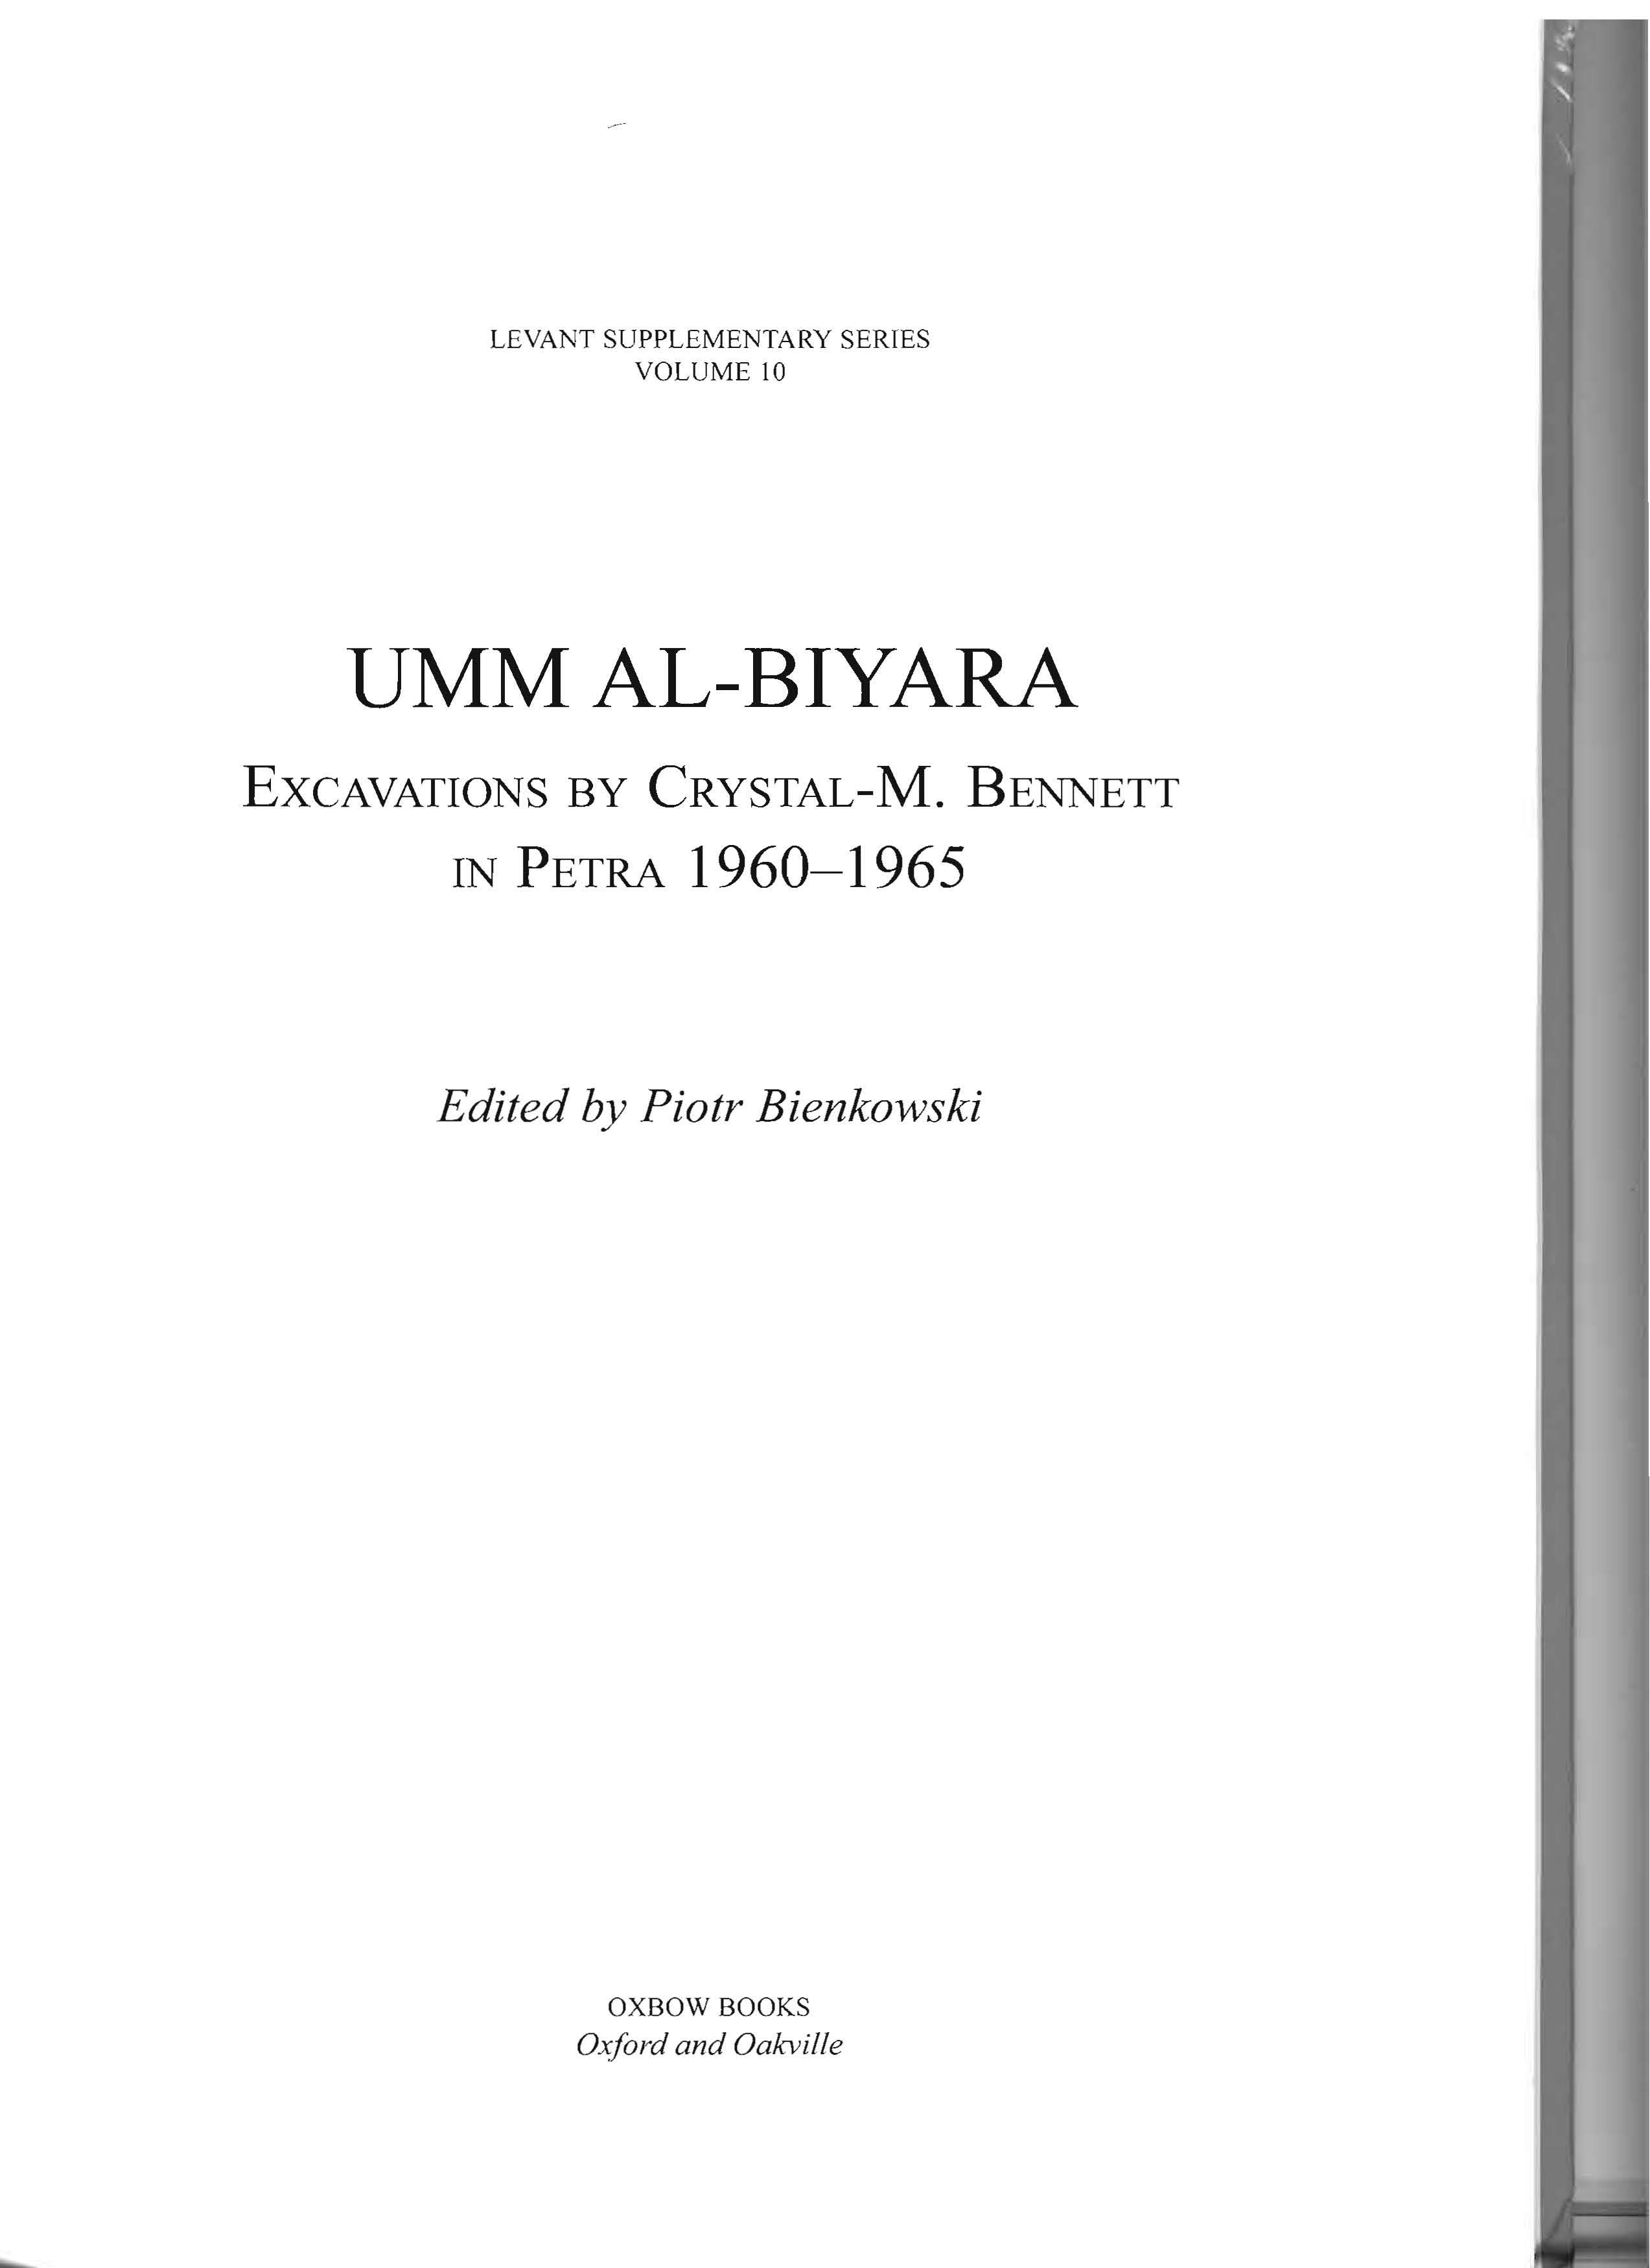 LEVANT SUPPLEMENTARY SERIES
VOLUME 10
UMM AL-BIYARA
EXCAVATIONS BY CRYSTAL-M. BENNETT
IN PETRA 1960–1965
Edited by Piotr Bienkowski
OXBOW BOOKS
Oxford and Oakville